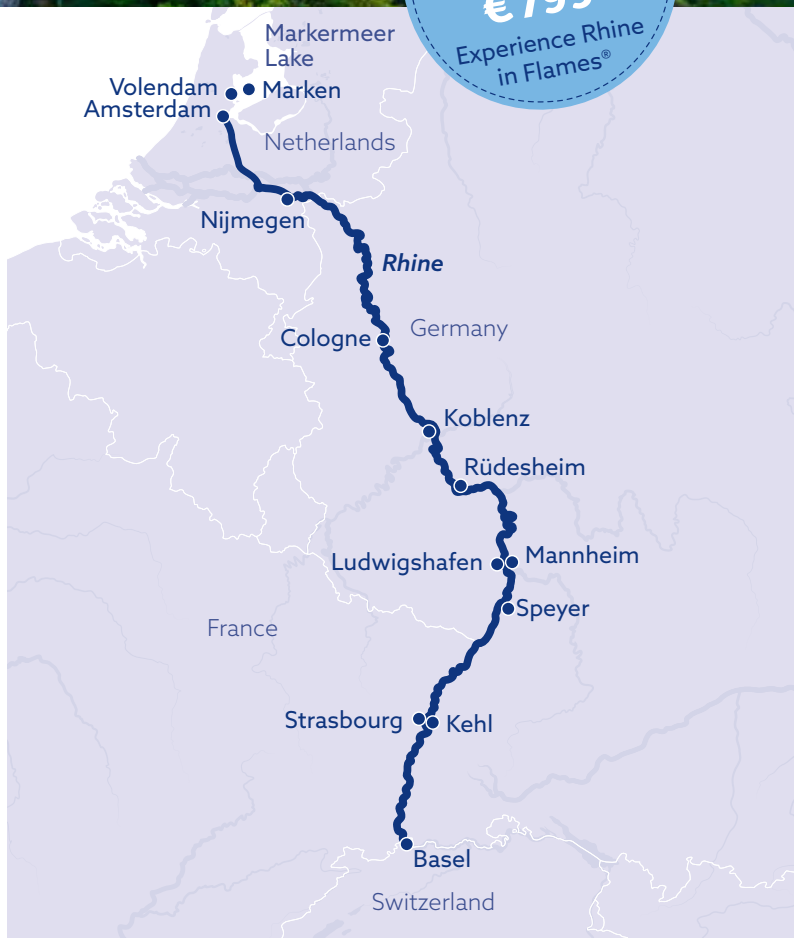 Experience Rhine
in Flames®
Markermeer
Lake
Volendam
Marken
Amsterdam
Netherlands
Nijmegen
Rhine
Cologne
Germany
Koblenz
Rüdesheim
Ludwigshafen
Mannheim
Speyer
France
Strasbourg
Kehl
Basel
Switzerland